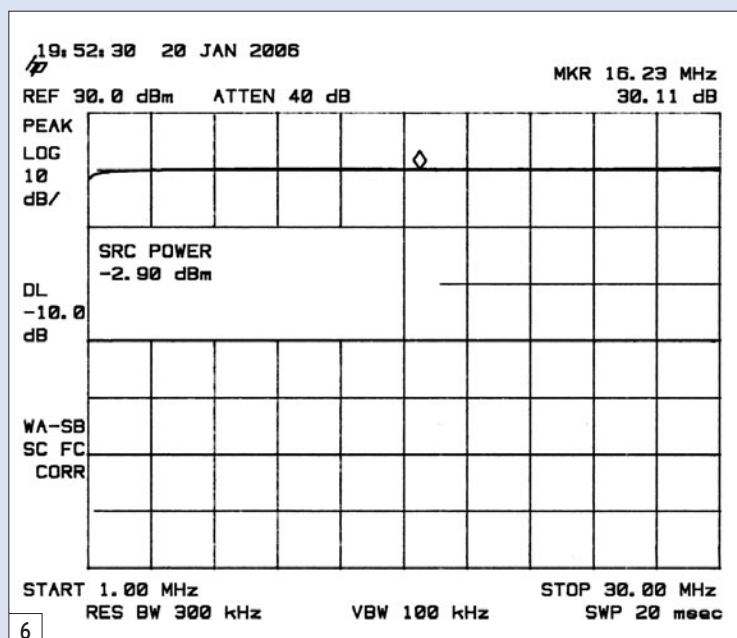 19:52:30 20 JAN 2006
hp
MKR 16.23 MHz
REF 30.0 dBm ATTEN 40 dB
30.11 dB
PEAK
LOG
10
dB/
SRC POWER
-2.90 dBm
DL
-10.0
dB
WA-SB
SC FC
CORR
START 1.00 MHz
STOP 30.00 MHz
RES BW 300 kHz
VBW 100 kHz
SWP 20 msec
6